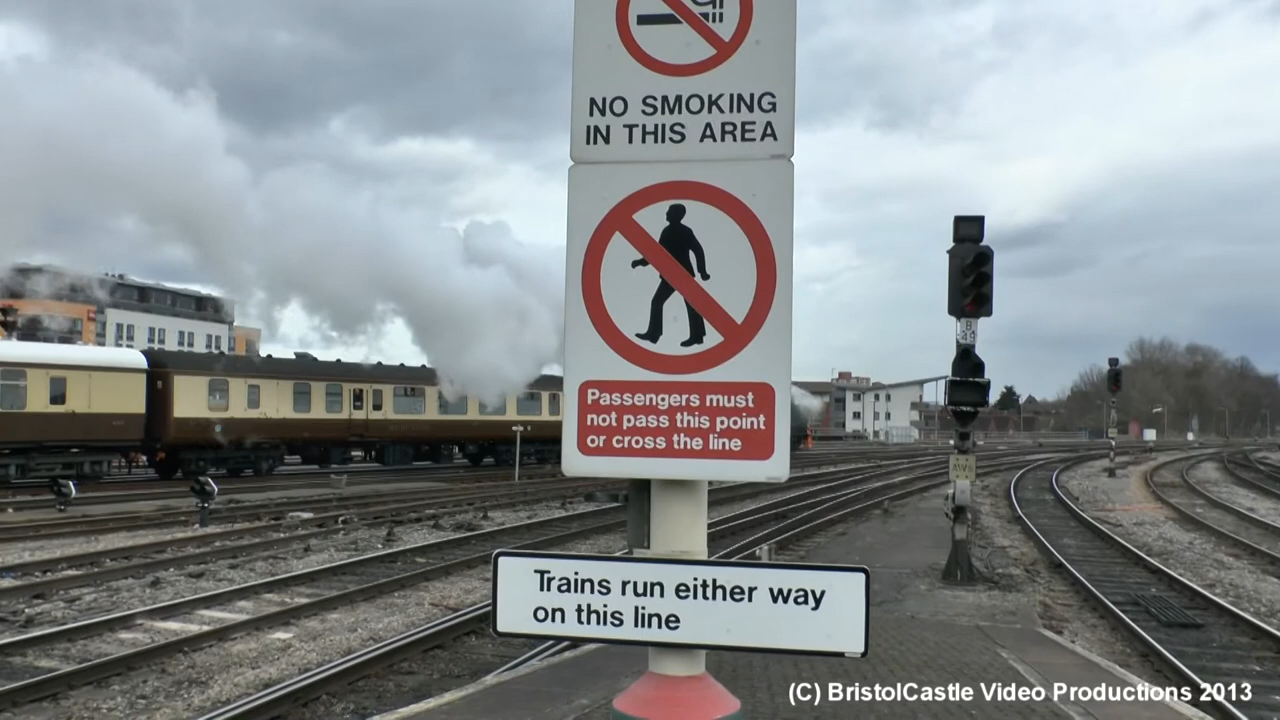 NO SMOKING
IN THIS AREA
Passengers must
not pass this point
or cross the line
Trains run either way
on this line
(C) BristolCastle Video Productions 2013